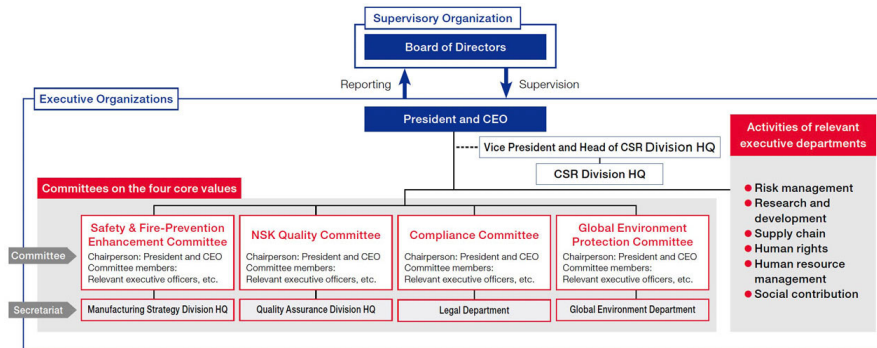 Supervisory Organization
Board of Directors
Reporting
Supervision
Executive Organizations
President and CEO
Vice President and Head of CSR Division HQ
CSR Division HQ
Activities of relevant
executive departments
Risk management
Research and
development
Supply chain
Human rights
Human resource
management
Social contribution
Committees on the four core values
Committee
Safety & Fire-Prevention
Enhancement Committee
Chairperson: President and CEO
Committee members:
Relevant executive officers, etc.
NSK Quality Committee
Chairperson: President and CEO
Committee members:
Relevant executive officers, etc.
Compliance Committee
Chairperson: President and CEO
Committee members:
Relevant executive officers, etc.
Global Environment
Protection Committee
Chairperson: President and CEO
Committee members:
Relevant executive officers, etc.
Secretariat
Manufacturing Strategy Division HQ
Quality Assurance Division HQ
Legal Department
Global Environment Department